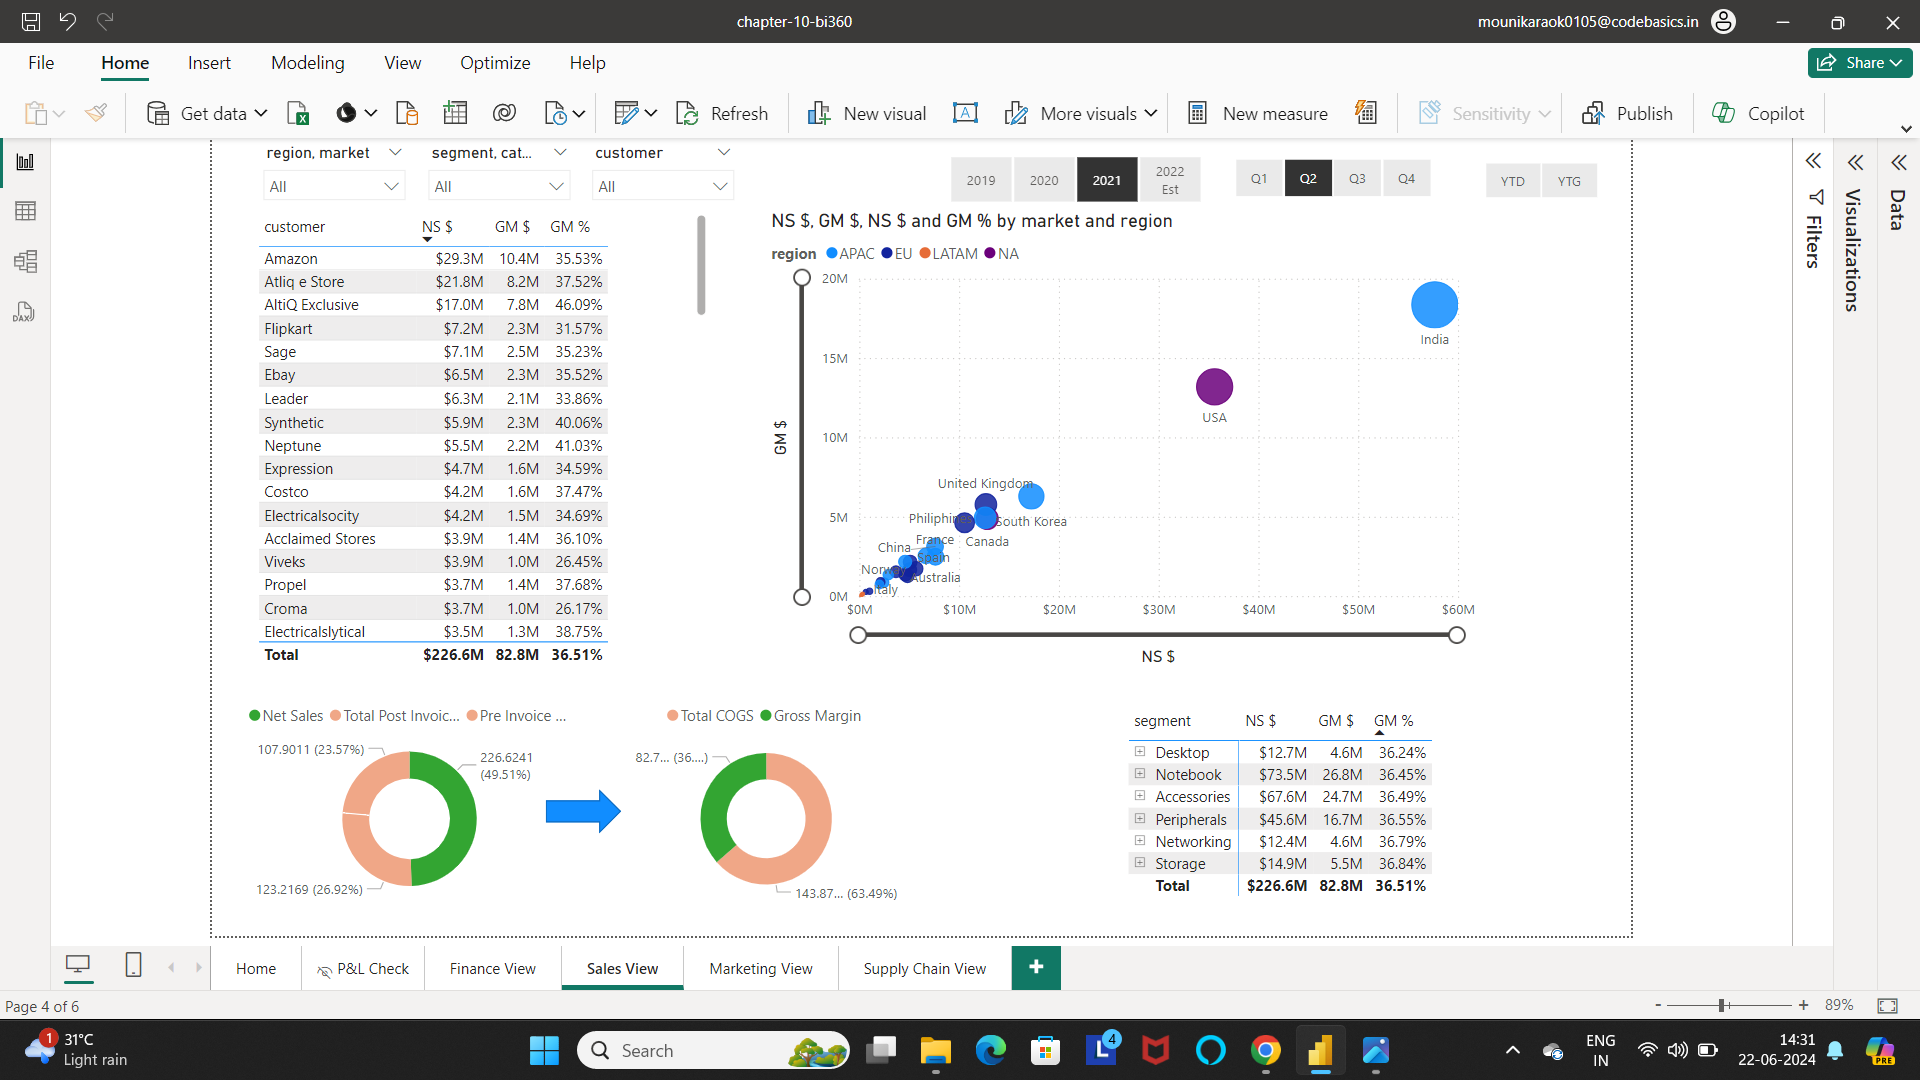 chapter-10-bi360
mounikaraok0105@codebasics.in
File Home Insert Modeling View Optimize Help
Share
Get data
Refresh
New visual
More visuals
New measure
Sensitivity
Publish
Copilot
region, market
segment, cat...
customer
All
All
All
2019
2020
2021
2022
Est
Q1
Q2
Q3
Q4
YTD
YTG
Filters
Visualizations
Data
customer NS $ GM $ GM %
Amazon $29.3M 10.4M 35.53%
Atliq e Store $21.8M 8.2M 37.52%
AltiQ Exclusive $17.0M 7.8M 46.09%
Flipkart $7.2M 2.3M 31.57%
Sage $7.1M 2.5M 35.23%
Ebay $6.5M 2.3M 35.52%
Leader $6.3M 2.1M 33.86%
Synthetic $5.9M 2.3M 40.06%
Neptune $5.5M 2.2M 41.03%
Expression $4.7M 1.6M 34.59%
Costco $4.2M 1.6M 37.47%
Electricalsocity $4.2M 1.5M 34.69%
Acclaimed Stores $3.9M 1.4M 36.10%
Viveks $3.9M 1.0M 26.45%
Propel $3.7M 1.4M 37.68%
Croma $3.7M 1.0M 26.17%
Electricalslytical $3.5M 1.3M 38.75%
Total $226.6M 82.8M 36.51%
NS $, GM $, NS $ and GM % by market and region
region APAC EU LATAM NA
20M
15M
10M
5M
0M
GM $
India
USA
United Kingdom
Philiphines
South Korea
France
Canada
China
Spain
Norway
Australia
Italy
$0M $10M $20M $30M $40M $50M $60M
NS $
Net Sales Total Post Invoic... Pre Invoice ...
107.9011 (23.57%)
226.6241
(49.51%)
123.2169 (26.92%)
Total COGS Gross Margin
82.7... (36....)
143.87... (63.49%)
segment NS $ GM $ GM %
Desktop $12.7M 4.6M 36.24%
Notebook $73.5M 26.8M 36.45%
Accessories $67.6M 24.7M 36.49%
Peripherals $45.6M 16.7M 36.55%
Networking $12.4M 4.6M 36.79%
Storage $14.9M 5.5M 36.84%
Total $226.6M 82.8M 36.51%
Home
P&L Check
Finance View
Sales View
Marketing View
Supply Chain View
+
Page 4 of 6
- + 89%
1
31°C
Light rain
Search
4
ENG
IN
14:31
22-06-2024
PRE
DAX